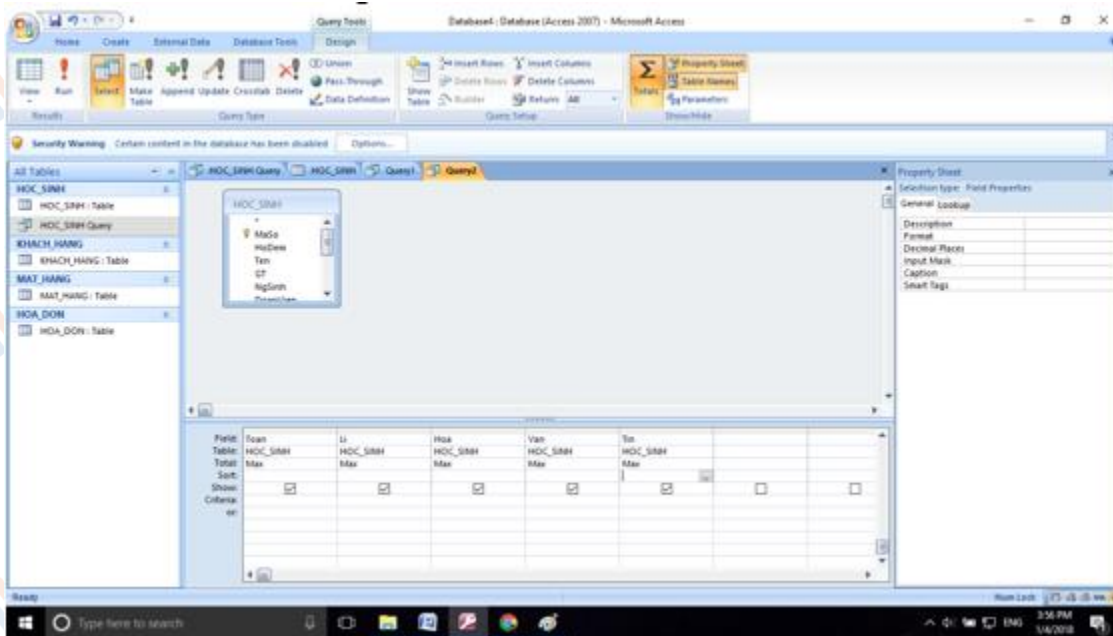 Query Tools
Database4 : Database (Access 2007) - Microsoft Access
Home Create External Data Database Tools Design
View Run Select Make Table Append Update Crosstab Delete
Union
Pass-Through
Data Definition
Show Table
Insert Rows
Delete Rows
Builder
Insert Columns
Delete Columns
Return: All
Totals
Property Sheet
Table Names
Parameters
Results Query Type Query Setup Show/Hide
Security Warning Certain content in the database has been disabled Options...
All Tables
HOC_SINH
HOC_SINH : Table
HOC_SINH Query
KHACH_HANG
KHACH_HANG : Table
MAT_HANG
MAT_HANG : Table
HOA_DON
HOA_DON : Table
HOC_SINH Query HOC_SINH Query1 Query2
HOC_SINH
*
MaSo
HoDem
Ten
GT
NgSinh
Field: Toan Li Hoa Van Tin
Table: HOC_SINH HOC_SINH HOC_SINH HOC_SINH HOC_SINH
Total: Max Max Max Max Max
Sort:
Show:
Criteria:
or:
Property Sheet
Selection type: Field Properties
General Lookup
Description
Format
Decimal Places
Input Mask
Caption
Smart Tags
Ready
Num Lock
Type here to search
ENG
3:56 PM
1/4/2018